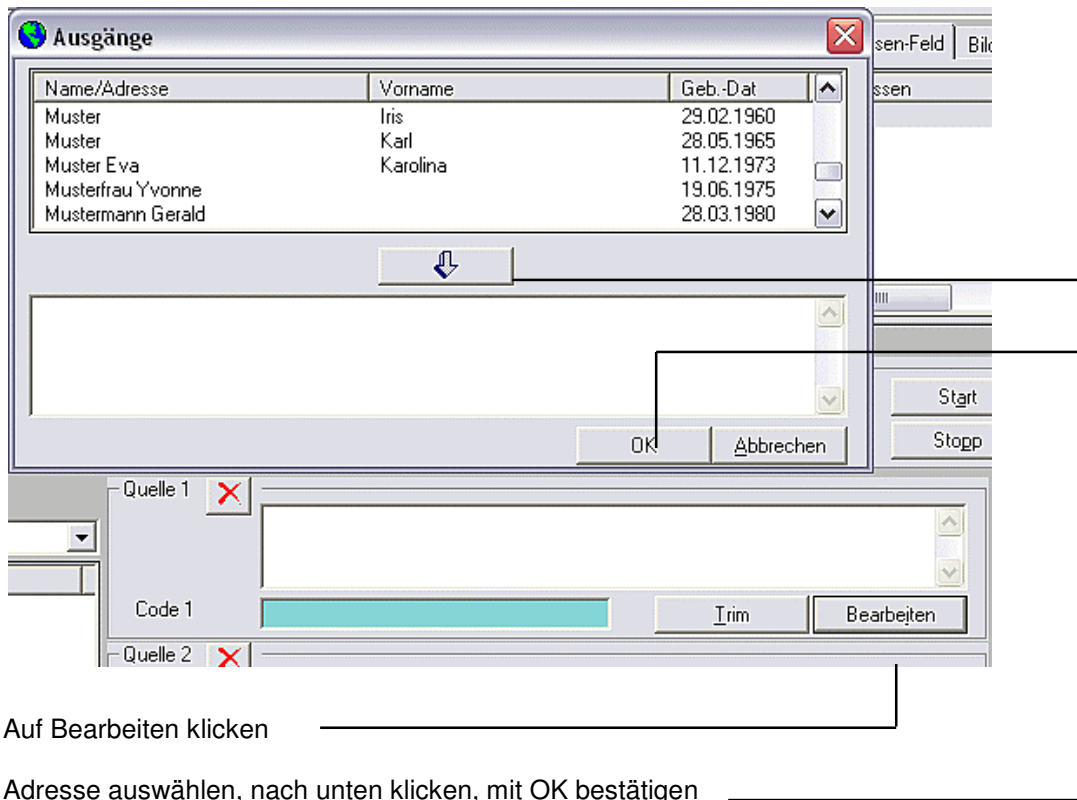 Ausgänge
sen-Feld Bil
Name/Adresse Vorname Geb.-Dat
ssen
Muster Iris 29.02.1960
Muster Karl 28.05.1965
Muster Eva Karolina 11.12.1973
Musterfrau Yvonne 19.06.1975
Mustermann Gerald 28.03.1980
Start
OK Abbrechen Stopp
Quelle 1
Code 1 Trim Bearbeiten
Quelle 2
Auf Bearbeiten klicken
Adresse auswählen, nach unten klicken, mit OK bestätigen